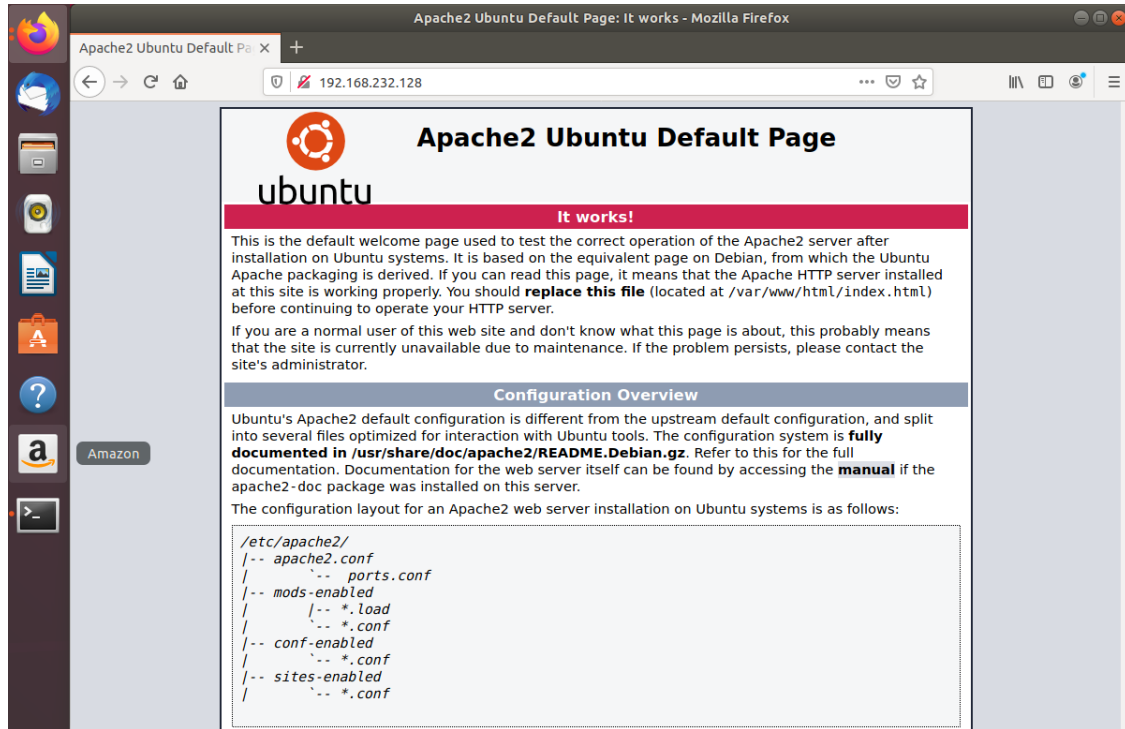 Apache2 Ubuntu Default Page: It works - Mozilla Firefox
Apache2 Ubuntu Default Pa
192.168.232.128
ubuntu
Apache2 Ubuntu Default Page
It works!
This is the default welcome page used to test the correct operation of the Apache2 server after
installation on Ubuntu systems. It is based on the equivalent page on Debian, from which the Ubuntu
Apache packaging is derived. If you can read this page, it means that the Apache HTTP server installed
at this site is working properly. You should replace this file (located at /var/www/html/index.html)
before continuing to operate your HTTP server.
If you are a normal user of this web site and don't know what this page is about, this probably means
that the site is currently unavailable due to maintenance. If the problem persists, please contact the
site's administrator.
Configuration Overview
Ubuntu's Apache2 default configuration is different from the upstream default configuration, and split
into several files optimized for interaction with Ubuntu tools. The configuration system is fully
documented in /usr/share/doc/apache2/README.Debian.gz. Refer to this for the full
documentation. Documentation for the web server itself can be found by accessing the manual if the
apache2-doc package was installed on this server.
The configuration layout for an Apache2 web server installation on Ubuntu systems is as follows:
/etc/apache2/
|-- apache2.conf
|       `--  ports.conf
|-- mods-enabled
|       |-- *.load
|       `-- *.conf
|-- conf-enabled
|       `-- *.conf
|-- sites-enabled
|       `-- *.conf
A
?
a
Amazon
>_